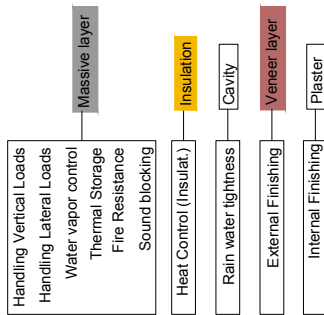 Handling Vertical Loads
Handling Lateral Loads
Water vapor control
Thermal Storage
Fire Resistance
Sound blocking
Massive layer
Heat Control (Insulat.)
Insulation
Rain water tightness
Cavity
External Finishing
Veneer layer
Internal Finishing
Plaster